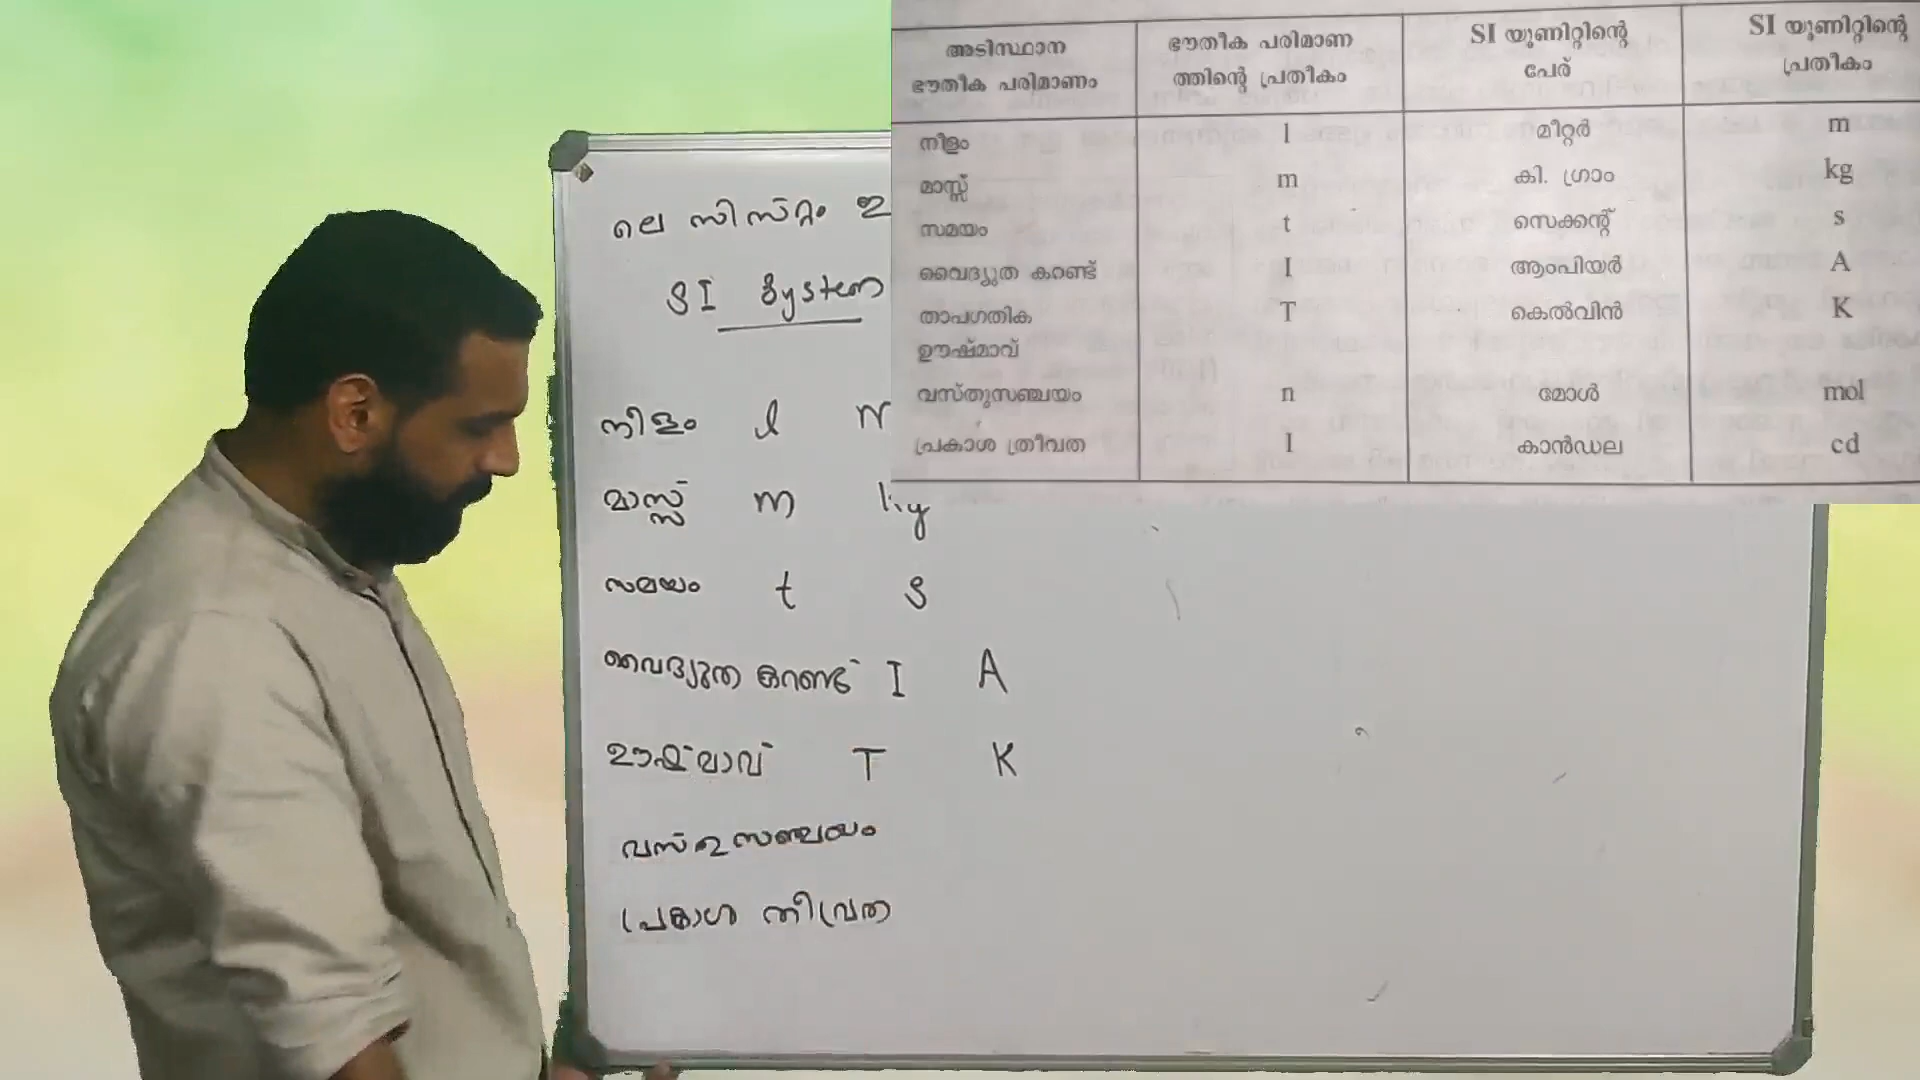 അടിസ്ഥാന ഭൗതീക പരിമാണം | ഭൗതീക പരിമാണ ത്തിന്റെ പ്രതീകം | SI യൂണിറ്റിന്റെ പേര് | SI യൂണിറ്റിന്റെ പ്രതീകം
നീളം l മീറ്റർ m
മാസ്സ് m കി. ഗ്രാം kg
സമയം t സെക്കന്റ് s
വൈദ്യുത കറണ്ട് I ആംപിയർ A
താപഗതിക T കെൽവിൻ K
ഊഷ്മാവ്
വസ്തുസഞ്ചയം n മോൾ mol
പ്രകാശ ത്രീവത I കാൻഡല cd
ലെ സിസ്റ്റം ഇ
SI System
നീളം l m
മാസ്സ് m kg
സമയം t s
വൈദ്യുത കറണ്ട് I A
ഊഷ്മാവ് T K
വസ്തുസഞ്ചയം
പ്രകാശ തീവ്രത